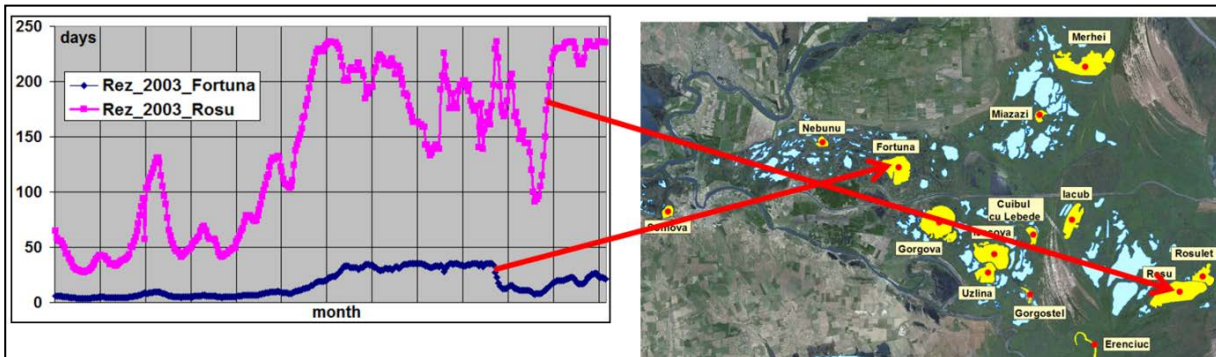 250
days
200
Rez_2003_Fortuna
Rez_2003_Rosu
150
100
50
0
month
Merhei
Miazazi
Nebunu
Fortuna
Iacub
Cuibul
cu Lebede
Gorgova
Uzlina
Gorgostel
Rosulet
Rosu
Erenciuc